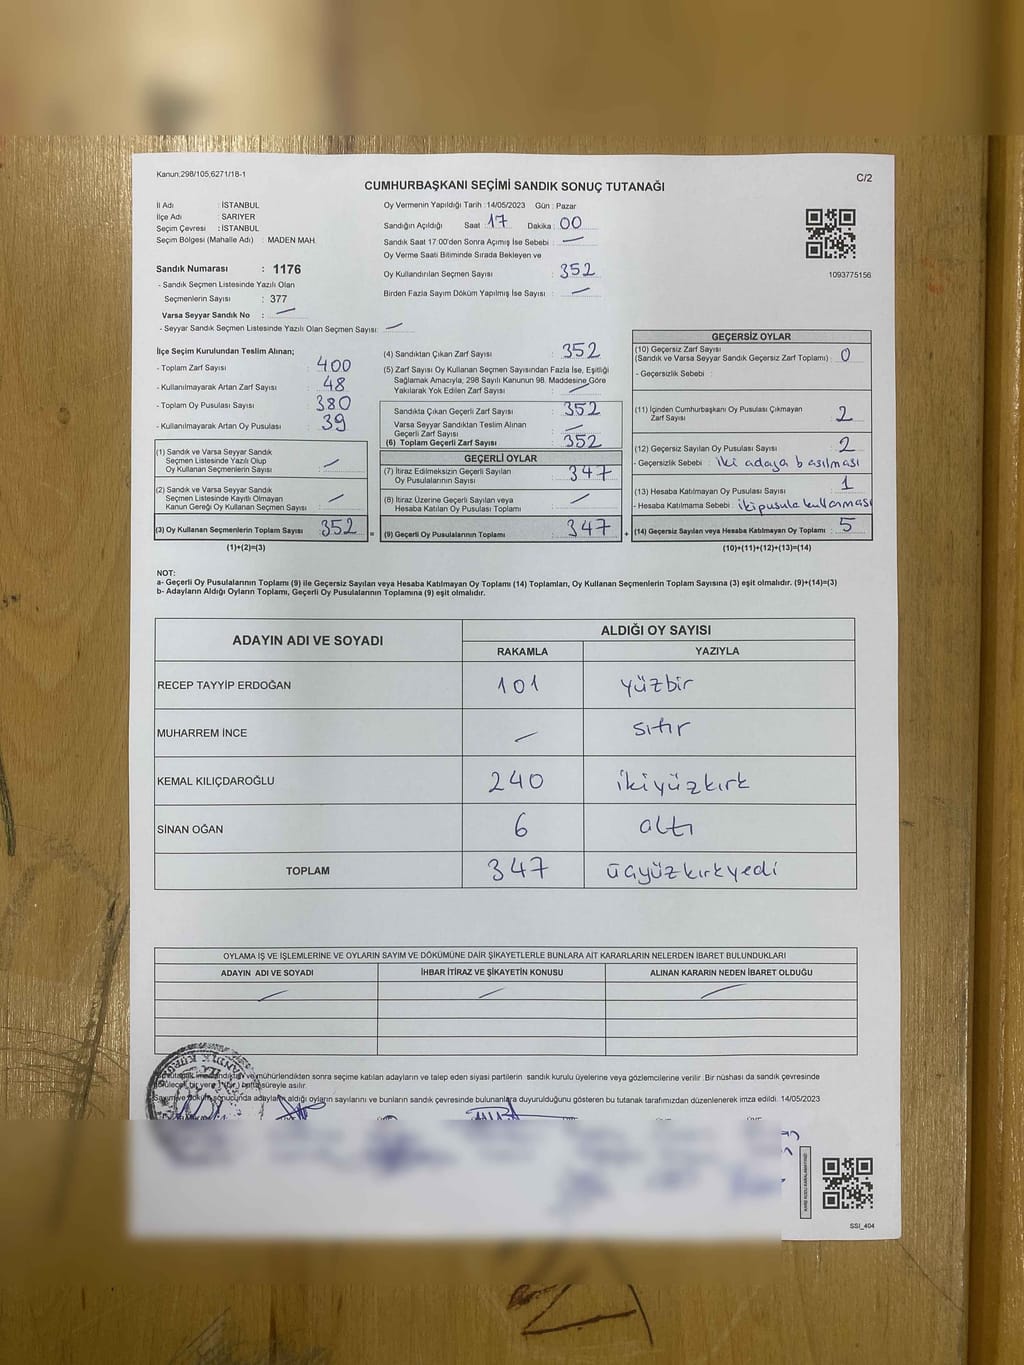 Kanun;298/105,6271/18-1
C/2
CUMHURBAŞKANI SEÇİMİ SANDIK SONUÇ TUTANAĞI
İl Adı : İSTANBUL
İlçe Adı : SARIYER
Seçim Çevresi : İSTANBUL
Seçim Bölgesi (Mahalle Adı) : MADEN MAH.
Sandık Numarası : 1176
- Sandık Seçmen Listesinde Yazılı Olan
Seçmenlerin Sayısı : 377
Varsa Seyyar Sandık No : —
- Seyyar Sandık Seçmen Listesinde Yazılı Olan Seçmen Sayısı: —
Oy Vermenin Yapıldığı Tarih : 14/05/2023 Gün : Pazar
Sandığın Açıldığı Saat : 17 Dakika : 00
Sandık Saat 17:00'den Sonra Açımış İse Sebebi : —
Oy Verme Saati Bitiminde Sırada Bekleyen ve
Oy Kullandırılan Seçmen Sayısı : 352
Birden Fazla Sayım Döküm Yapılmış İse Sayısı : —
1093775156
İlçe Seçim Kurulundan Teslim Alınan;
- Toplam Zarf Sayısı : 400
- Kullanılmayarak Artan Zarf Sayısı : 48
- Toplam Oy Pusulası Sayısı : 380
- Kullanılmayarak Artan Oy Pusulası : 39
(1) Sandık ve Varsa Seyyar Sandık
Seçmen Listesinde Yazılı Olup
Oy Kullanan Seçmenlerin Sayısı : —
(2) Sandık ve Varsa Seyyar Sandık
Seçmen Listesinde Kayıtlı Olmayan
Kanun Gereği Oy Kullanan Seçmen Sayısı : —
(3) Oy Kullanan Seçmenlerin Toplam Sayısı : 352
(1)+(2)=(3)
=
(4) Sandıktan Çıkan Zarf Sayısı : 352
(5) Zarf Sayısı Oy Kullanan Seçmen Sayısından Fazla İse, Eşitliği
Sağlamak Amacıyla, 298 Sayılı Kanunun 98. Maddesine Göre
Yakılarak Yok Edilen Zarf Sayısı : —
Sandıkta Çıkan Geçerli Zarf Sayısı : 352
Varsa Seyyar Sandıktan Teslim Alınan
Geçerli Zarf Sayısı : —
(6) Toplam Geçerli Zarf Sayısı : 352
GEÇERLİ OYLAR
(7) İtiraz Edilmeksizin Geçerli Sayılan
Oy Pusulalarının Sayısı : 347
(8) İtiraz Üzerine Geçerli Sayılan veya
Hesaba Katılan Oy Pusulası Toplamı : —
(9) Geçerli Oy Pusulalarının Toplamı : 347
+
GEÇERSİZ OYLAR
(10) Geçersiz Zarf Sayısı
(Sandık ve Varsa Seyyar Sandık Geçersiz Zarf Toplamı) : 0
- Geçersizlik Sebebi :
(11) İçinden Cumhurbaşkanı Oy Pusulası Çıkmayan
Zarf Sayısı : 2
(12) Geçersiz Sayılan Oy Pusulası Sayısı : 2
- Geçersizlik Sebebi : iki adaya basılması
(13) Hesaba Katılmayan Oy Pusulası Sayısı : 1
- Hesaba Katılmama Sebebi : iki pusula kullanması
(14) Geçersiz Sayılan veya Hesaba Katılmayan Oy Toplamı : 5
(10)+(11)+(12)+(13)=(14)
NOT:
a- Geçerli Oy Pusulalarının Toplamı (9) ile Geçersiz Sayılan veya Hesaba Katılmayan Oy Toplamı (14) Toplamları, Oy Kullanan Seçmenlerin Toplam Sayısına (3) eşit olmalıdır. (9)+(14)=(3)
b- Adayların Aldığı Oyların Toplamı, Geçerli Oy Pusulalarının Toplamına (9) eşit olmalıdır.
ADAYIN ADI VE SOYADI
ALDIĞI OY SAYISI
RAKAMLA YAZIYLA
RECEP TAYYİP ERDOĞAN 101 yüzbir
MUHARREM İNCE — sıfır
KEMAL KILIÇDAROĞLU 240 ikiyüzkırk
SİNAN OĞAN 6 altı
TOPLAM 347 üçyüzkırkyedi
OYLAMA İŞ VE İŞLEMLERİNE VE OYLARIN SAYIM VE DÖKÜMÜNE DAİR ŞİKAYETLERLE BUNLARA AİT KARARLARIN NELERDEN İBARET BULUNDUKLARI
ADAYIN ADI VE SOYADI İHBAR İTİRAZ VE ŞİKAYETİN KONUSU ALINAN KARARIN NEDEN İBARET OLDUĞU
— — —
mühürlendikten sonra seçime katılan adayların ve talep eden siyasi partilerin sandık kurulu üyelerine veya gözlemcilerine verilir. Bir nüshası da sandık çevresinde
süreyle asılır.
sonucunda adayların aldığı oyların sayılarını ve bunların sandık çevresinde bulunanlara duyurulduğunu gösteren bu tutanak tarafımızdan düzenlenerek imza edildi. 14/05/2023
SSI_404